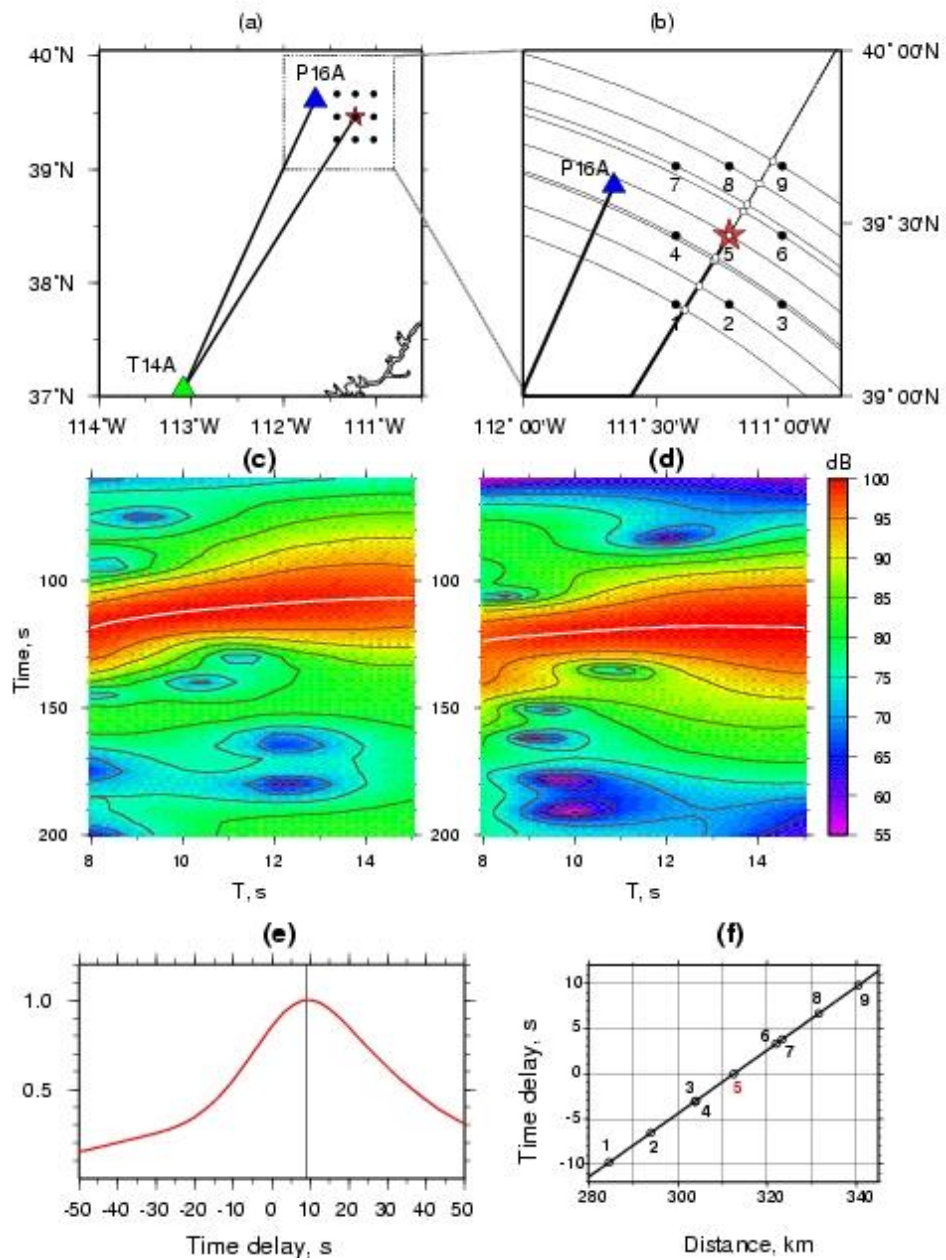 (a)
(b)
40°N
39°N
38°N
37°N
P16A
T14A
114°W
113°W
112°W
111°W
P16A
7
8
9
4
5
6
1
2
3
40°00'N
39°30'N
39°00'N
112°00'W
111°30'W
111°00'W
(c)
(d)
dB
Time, s
100
150
200
8
10
12
14
T, s
100
150
200
8
10
12
14
T, s
100
95
90
85
80
75
70
65
60
55
(e)
1.0
0.5
-50 -40 -30 -20 -10 0 10 20 30 40 50
Time delay, s
(f)
Time delay, s
10
5
0
-5
-10
1
2
3
4
5
6
7
8
9
280
300
320
340
Distance, km